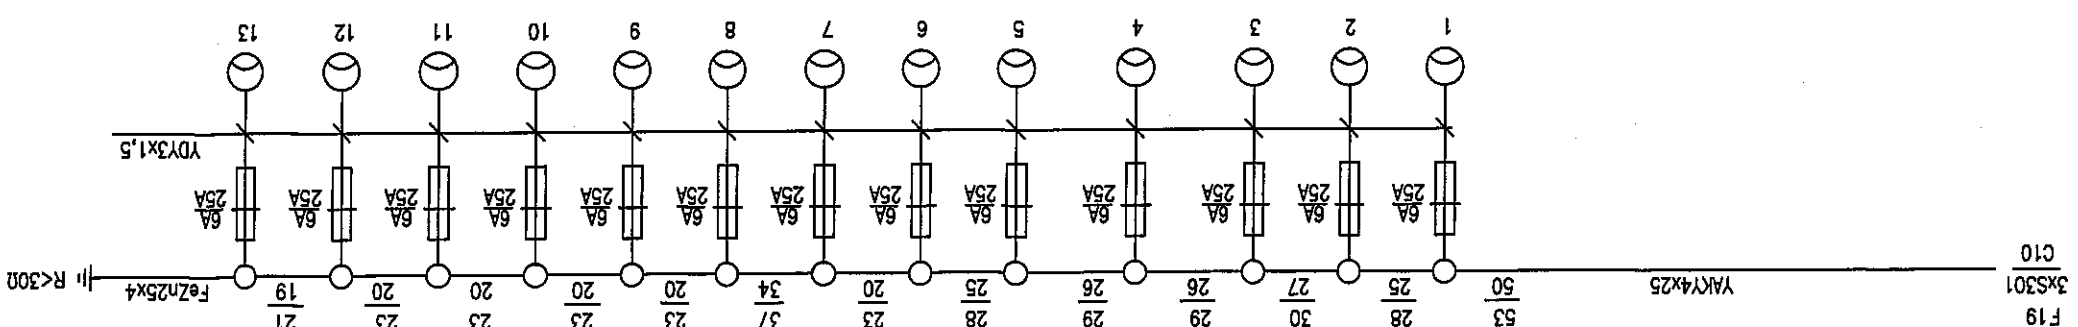 F19 53 28 30 29 29 28 23 37 23 23 23 23 21
3xS301 50 25 27 26 26 25 20 34 20 20 20 20 19
C10 YAKY4x25 FeZn25x4 R<30Ω
6A 6A 6A 6A 6A 6A 6A 6A 6A 6A 6A 6A 6A
25A 25A 25A 25A 25A 25A 25A 25A 25A 25A 25A 25A 25A
YDY3x1,5
1 2 3 4 5 6 7 8 9 10 11 12 13